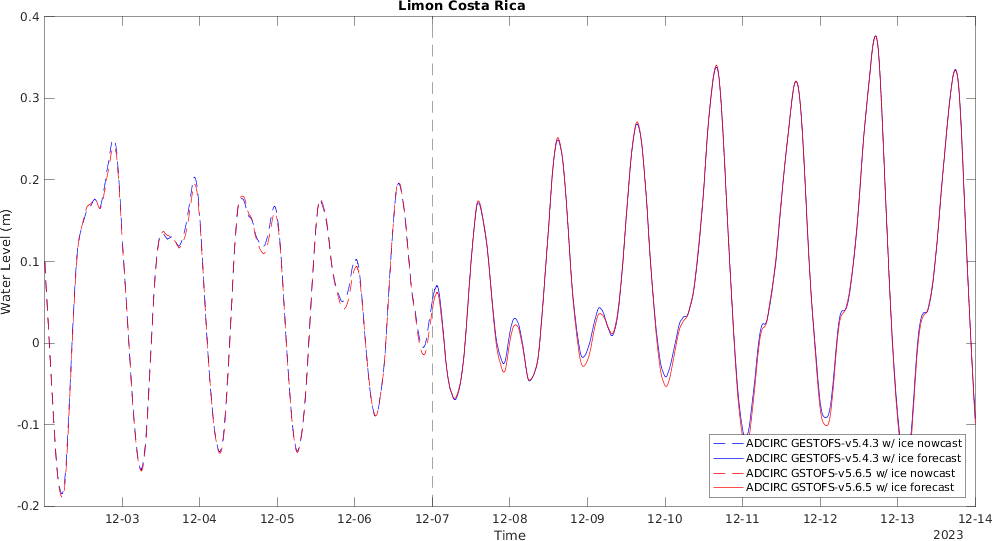 Limon Costa Rica
0.4
0.3
0.2
0.1
0
-0.1
-0.2
Water Level (m)
12-03 12-04 12-05 12-06 12-07 12-08 12-09 12-10 12-11 12-12 12-13 12-14
Time
2023
ADCIRC GESTOFS-v5.4.3 w/ ice nowcast
ADCIRC GESTOFS-v5.4.3 w/ ice forecast
ADCIRC GSTOFS-v5.6.5 w/ ice nowcast
ADCIRC GSTOFS-v5.6.5 w/ ice forecast